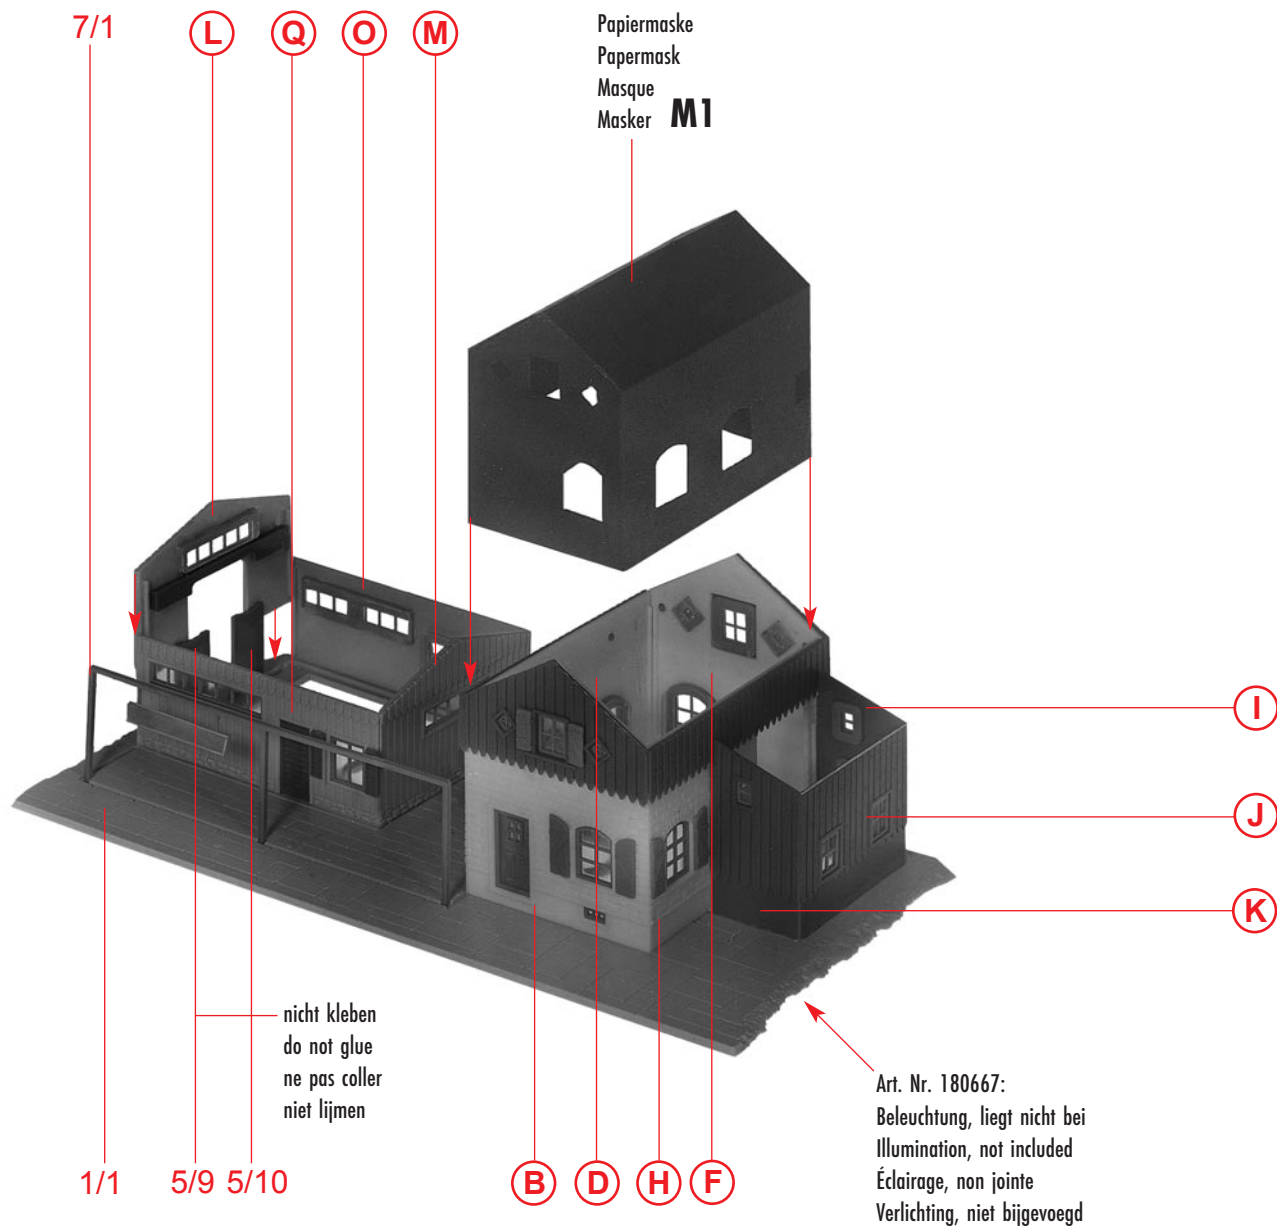 7/1
L
Q
O
M
Papiermaske
Papermask
Masque
Masker M1
I
J
K
nicht kleben
do not glue
ne pas coller
niet lijmen
Art. Nr. 180667:
Beleuchtung, liegt nicht bei
Illumination, not included
Éclairage, non jointe
Verlichting, niet bijgevoegd
1/1
5/9
5/10
B
D
H
F